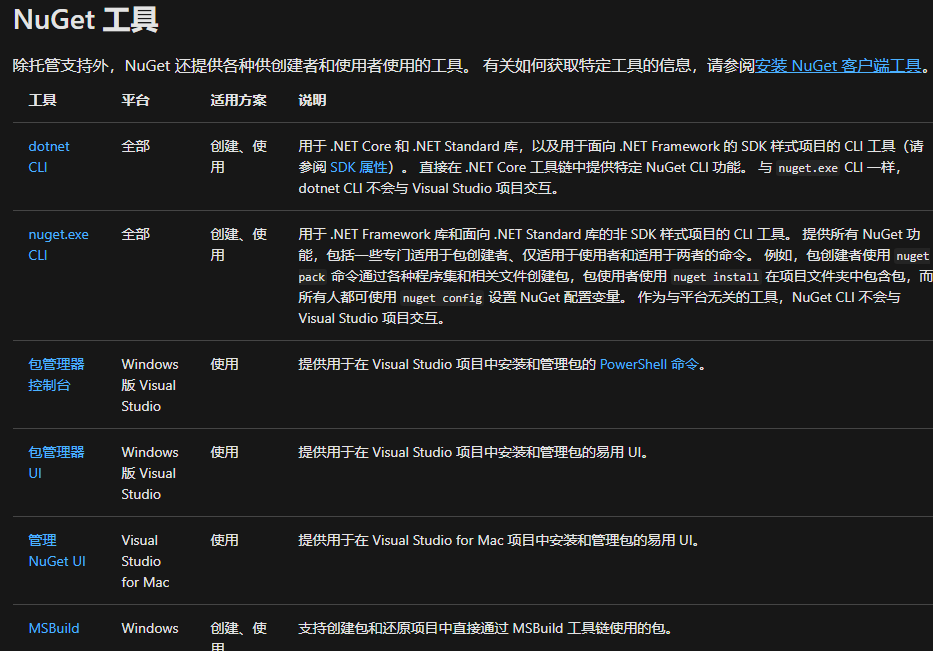 NuGet 工具
除托管支持外，NuGet 还提供各种供创建者和使用者使用的工具。 有关如何获取特定工具的信息，请参阅安装 NuGet 客户端工具。
工具 平台 适用方案 说明
dotnet 全部 创建、使 用于 .NET Core 和 .NET Standard 库，以及用于面向 .NET Framework 的 SDK 样式项目的 CLI 工具（请
CLI 用 参阅 SDK 属性）。 直接在 .NET Core 工具链中提供特定 NuGet CLI 功能。 与 nuget.exe CLI 一样，
dotnet CLI 不会与 Visual Studio 项目交互。
nuget.exe 全部 创建、使 用于 .NET Framework 库和面向 .NET Standard 库的非 SDK 样式项目的 CLI 工具。 提供所有 NuGet 功
CLI 用 能，包括一些专门适用于包创建者、仅适用于使用者和适用于两者的命令。 例如，包创建者使用 nuget
pack 命令通过各种程序集和相关文件创建包，包使用者使用 nuget install 在项目文件夹中包含包，而
所有人都可使用 nuget config 设置 NuGet 配置变量。 作为与平台无关的工具，NuGet CLI 不会与
Visual Studio 项目交互。
包管理器 Windows 使用 提供用于在 Visual Studio 项目中安装和管理包的 PowerShell 命令。
控制台 版 Visual
Studio
包管理器 Windows 使用 提供用于在 Visual Studio 项目中安装和管理包的易用 UI。
UI 版 Visual
Studio
管理 Visual 使用 提供用于在 Visual Studio for Mac 项目中安装和管理包的易用 UI。
NuGet UI Studio
for Mac
MSBuild Windows 创建、使 支持创建包和还原项目中直接通过 MSBuild 工具链使用的包。
用